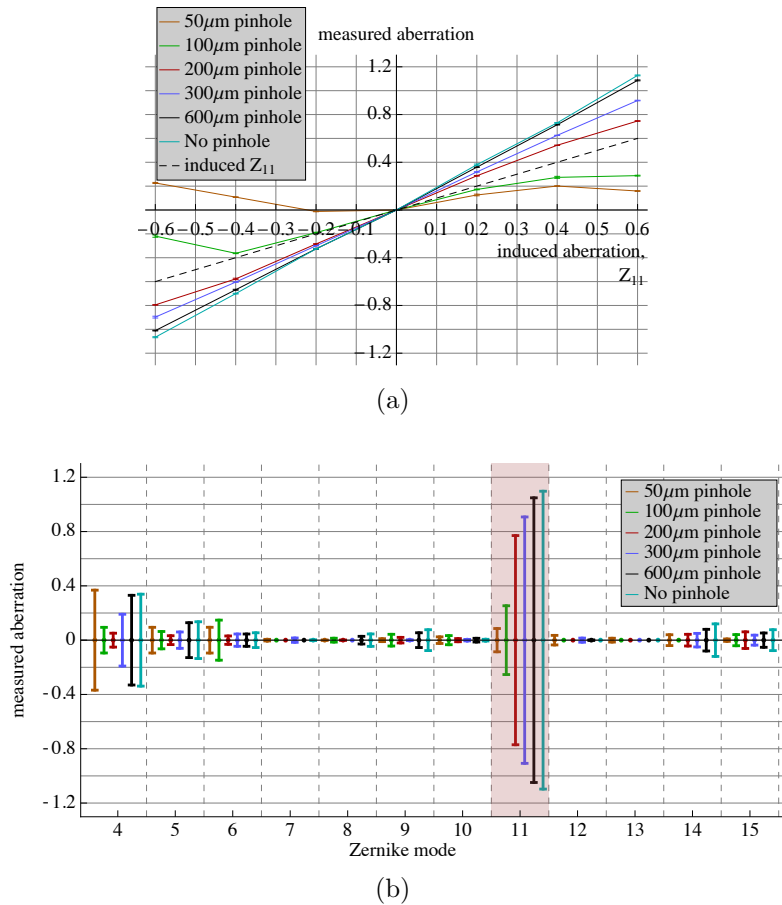 50μm pinhole
100μm pinhole
200μm pinhole
300μm pinhole
600μm pinhole
No pinhole
induced Z11
measured aberration
1.2
0.8
0.4
-0.6 -0.5 -0.4 -0.3 -0.2 -0.1 0.1 0.2 0.3 0.4 0.5 0.6
-0.4
induced aberration,
Z11
-0.8
-1.2
(a)
1.2
0.8
0.4
0
-0.4
-0.8
-1.2
measured aberration
50μm pinhole
100μm pinhole
200μm pinhole
300μm pinhole
600μm pinhole
No pinhole
4 5 6 7 8 9 10 11 12 13 14 15
Zernike mode
(b)